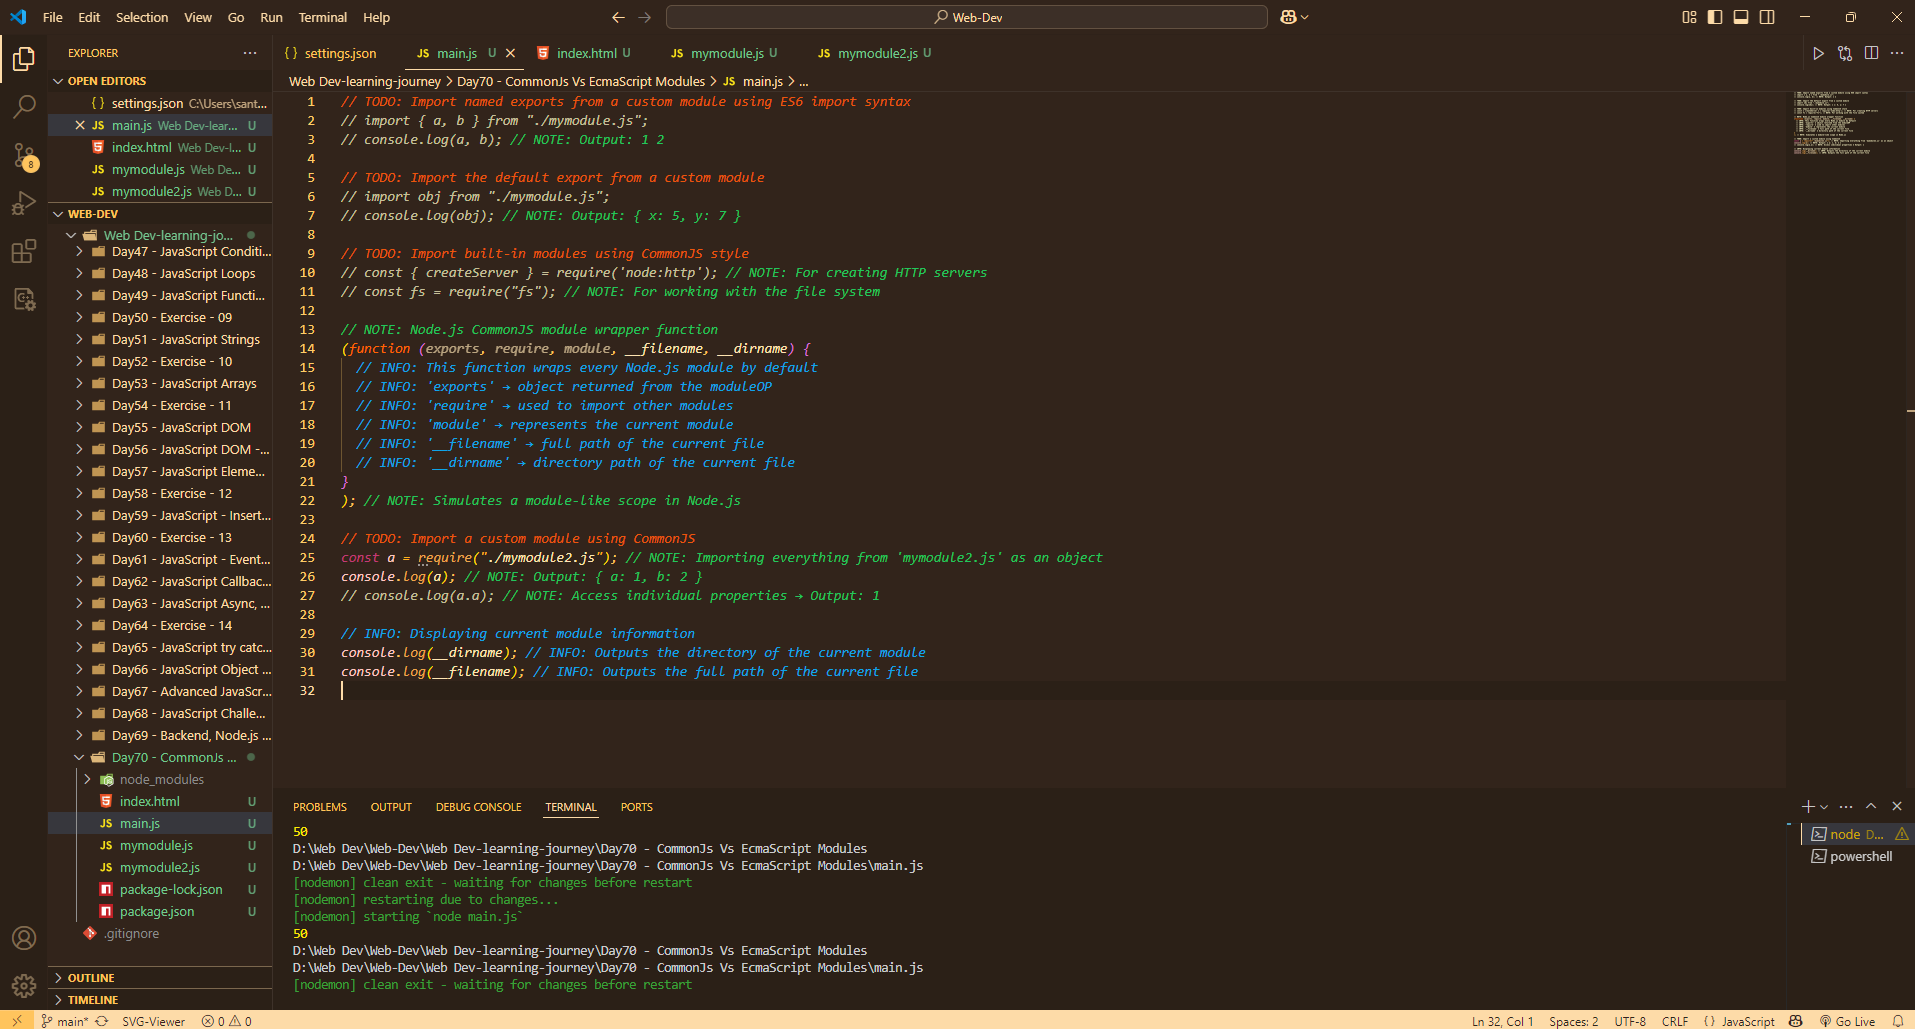 File Edit Selection View Go Run Terminal Help
Web-Dev
EXPLORER
OPEN EDITORS
{ } settings.json C:\Users\sant...
JS main.js Web Dev-lear... U
index.html Web Dev-l... U
JS mymodule.js Web De... U
JS mymodule2.js Web D... U
WEB-DEV
Web Dev-learning-jo...
Day47 - JavaScript Conditi...
Day48 - JavaScript Loops
Day49 - JavaScript Functi...
Day50 - Exercise - 09
Day51 - JavaScript Strings
Day52 - Exercise - 10
Day53 - JavaScript Arrays
Day54 - Exercise - 11
Day55 - JavaScript DOM
Day56 - JavaScript DOM -...
Day57 - JavaScript Eleme...
Day58 - Exercise - 12
Day59 - JavaScript - Insert...
Day60 - Exercise - 13
Day61 - JavaScript - Event...
Day62 - JavaScript Callbac...
Day63 - JavaScript Async, ...
Day64 - Exercise - 14
Day65 - JavaScript try catc...
Day66 - JavaScript Object ...
Day67 - Advanced JavaScr...
Day68 - JavaScript Challe...
Day69 - Backend, Node.js ...
Day70 - CommonJs ...
node_modules
index.html U
JS main.js U
JS mymodule.js U
JS mymodule2.js U
package-lock.json U
package.json U
.gitignore
OUTLINE
TIMELINE
8
{ } settings.json JS main.js U index.html U JS mymodule.js U JS mymodule2.js U
Web Dev-learning-journey > Day70 - CommonJs Vs EcmaScript Modules > JS main.js > ...
1 // TODO: Import named exports from a custom module using ES6 import syntax
2 // import { a, b } from "./mymodule.js";
3 // console.log(a, b); // NOTE: Output: 1 2
4
5 // TODO: Import the default export from a custom module
6 // import obj from "./mymodule.js";
7 // console.log(obj); // NOTE: Output: { x: 5, y: 7 }
8
9 // TODO: Import built-in modules using CommonJS style
10 // const { createServer } = require('node:http'); // NOTE: For creating HTTP servers
11 // const fs = require("fs"); // NOTE: For working with the file system
12
13 // NOTE: Node.js CommonJS module wrapper function
14 (function (exports, require, module, __filename, __dirname) {
15 // INFO: This function wraps every Node.js module by default
16 // INFO: 'exports' → object returned from the moduleOP
17 // INFO: 'require' → used to import other modules
18 // INFO: 'module' → represents the current module
19 // INFO: '__filename' → full path of the current file
20 // INFO: '__dirname' → directory path of the current file
21 }
22 ); // NOTE: Simulates a module-like scope in Node.js
23
24 // TODO: Import a custom module using CommonJS
25 const a = require("./mymodule2.js"); // NOTE: Importing everything from 'mymodule2.js' as an object
26 console.log(a); // NOTE: Output: { a: 1, b: 2 }
27 // console.log(a.a); // NOTE: Access individual properties → Output: 1
28
29 // INFO: Displaying current module information
30 console.log(__dirname); // INFO: Outputs the directory of the current module
31 console.log(__filename); // INFO: Outputs the full path of the current file
32
PROBLEMS OUTPUT DEBUG CONSOLE TERMINAL PORTS
50
D:\Web Dev\Web-Dev\Web Dev-learning-journey\Day70 - CommonJs Vs EcmaScript Modules
D:\Web Dev\Web-Dev\Web Dev-learning-journey\Day70 - CommonJs Vs EcmaScript Modules\main.js
[nodemon] clean exit - waiting for changes before restart
[nodemon] restarting due to changes...
[nodemon] starting `node main.js`
50
D:\Web Dev\Web-Dev\Web Dev-learning-journey\Day70 - CommonJs Vs EcmaScript Modules
D:\Web Dev\Web-Dev\Web Dev-learning-journey\Day70 - CommonJs Vs EcmaScript Modules\main.js
[nodemon] clean exit - waiting for changes before restart
node D...
powershell
main* SVG-Viewer 0 0 Ln 32, Col 1 Spaces: 2 UTF-8 CRLF { } JavaScript Go Live